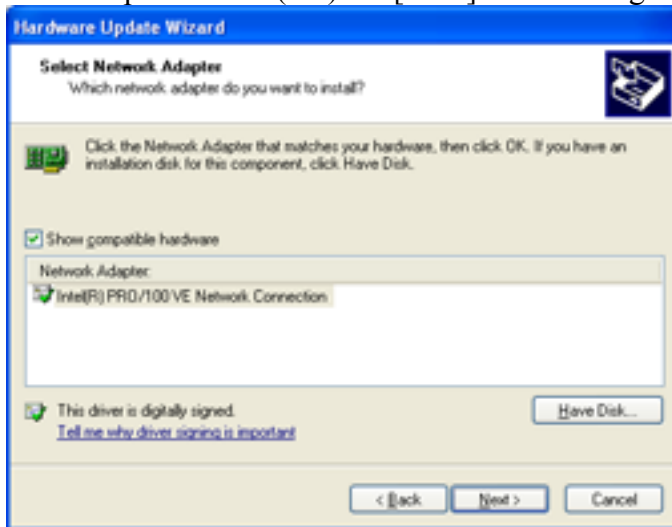 Hardware Update Wizard
Select Network Adapter
Which network adapter do you want to install?
Click the Network Adapter that matches your hardware, then click OK. If you have an
installation disk for this component, click Have Disk.
Show compatible hardware
Network Adapter:
Intel(R) PRO/100 VE Network Connection
This driver is digitally signed.
Have Disk...
Tell me why driver signing is important
< Back
Next >
Cancel